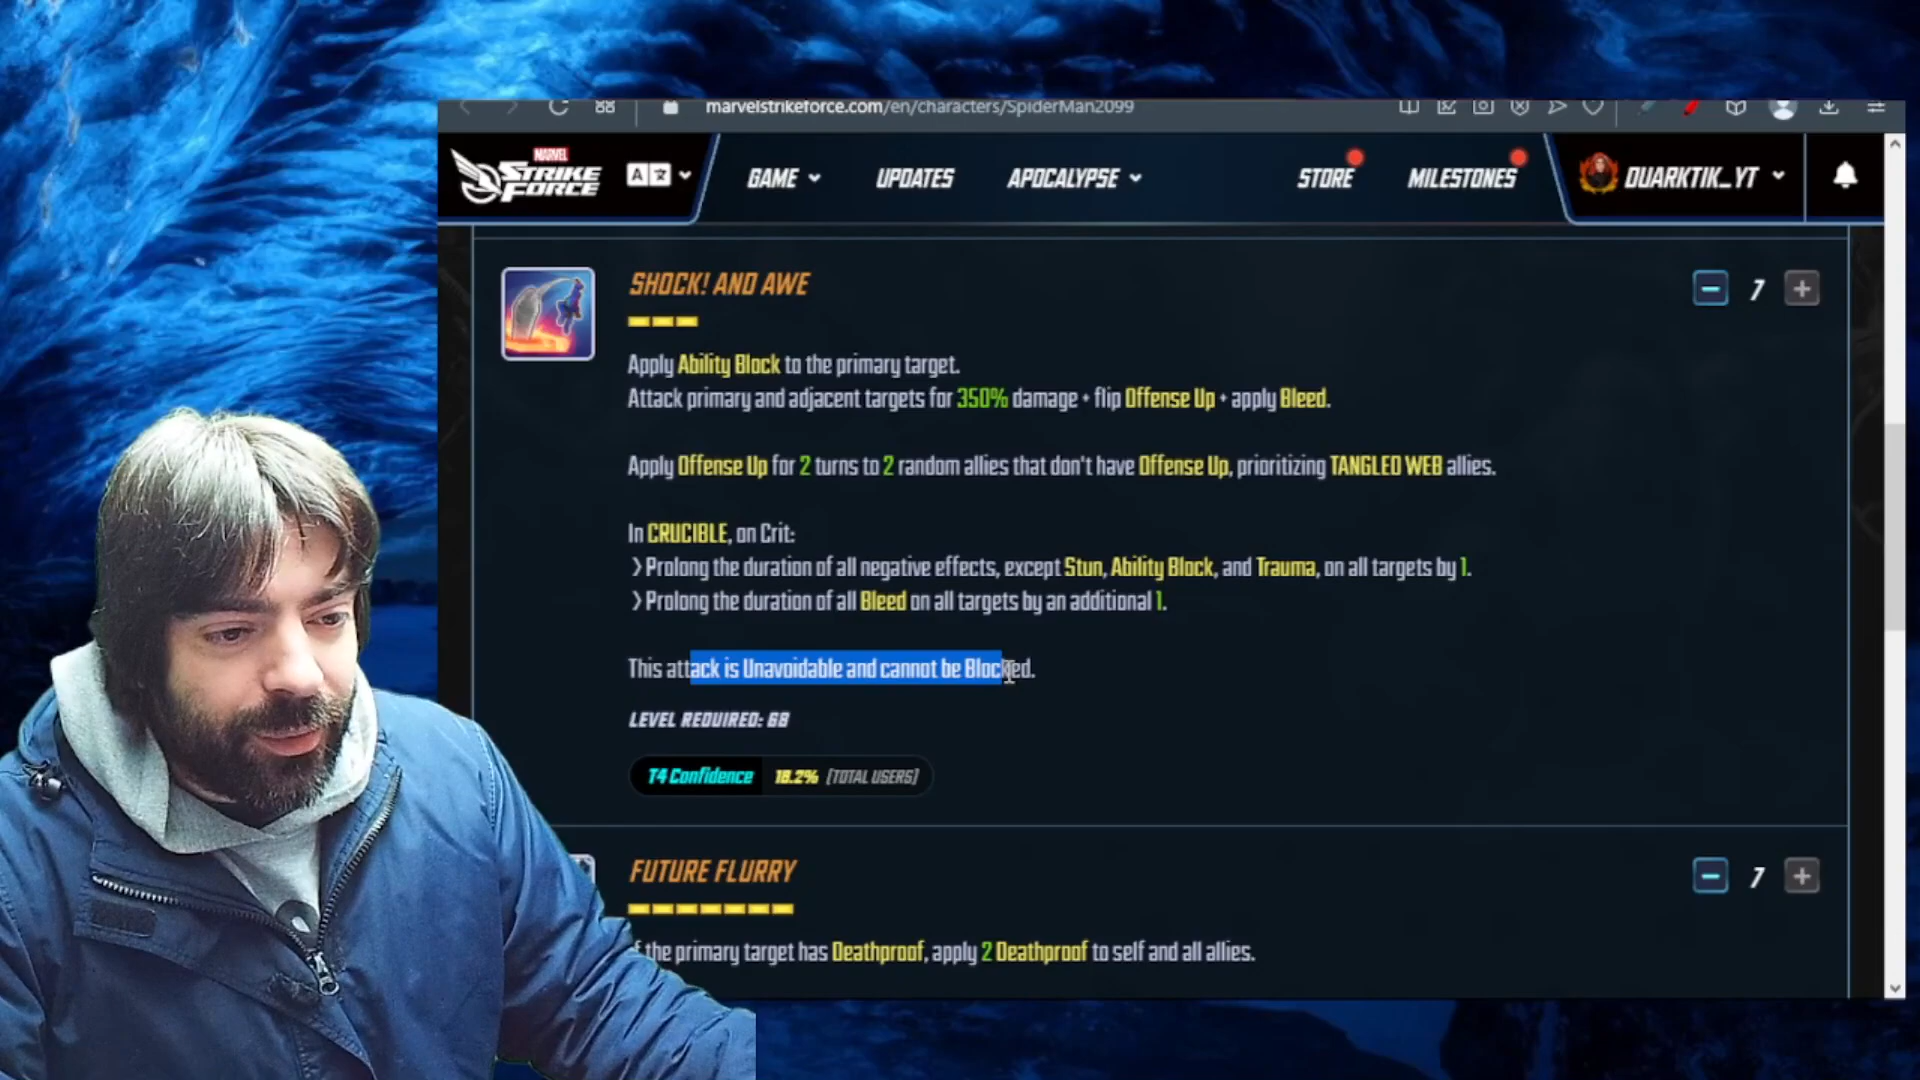 marvelstrikeforce.com/en/characters/SpiderMan2099
MARVEL
STRIKE
FORCE
A
GAME
UPDATES
APOCALYPSE
STORE
MILESTONES
DUARKTIK_YT
SHOCK! AND AWE
7
Apply Ability Block to the primary target.
Attack primary and adjacent targets for 350% damage + flip Offense Up + apply Bleed.
Apply Offense Up for 2 turns to 2 random allies that don't have Offense Up, prioritizing TANGLED WEB allies.
In CRUCIBLE, on Crit:
Prolong the duration of all negative effects, except Stun, Ability Block, and Trauma, on all targets by 1.
Prolong the duration of all Bleed on all targets by an additional 1.
This attack is Unavoidable and cannot be Blocked.
LEVEL REQUIRED: 68
T4 Confidence 18.2% [TOTAL USERS]
FUTURE FLURRY
7
the primary target has Deathproof, apply 2 Deathproof to self and all allies.